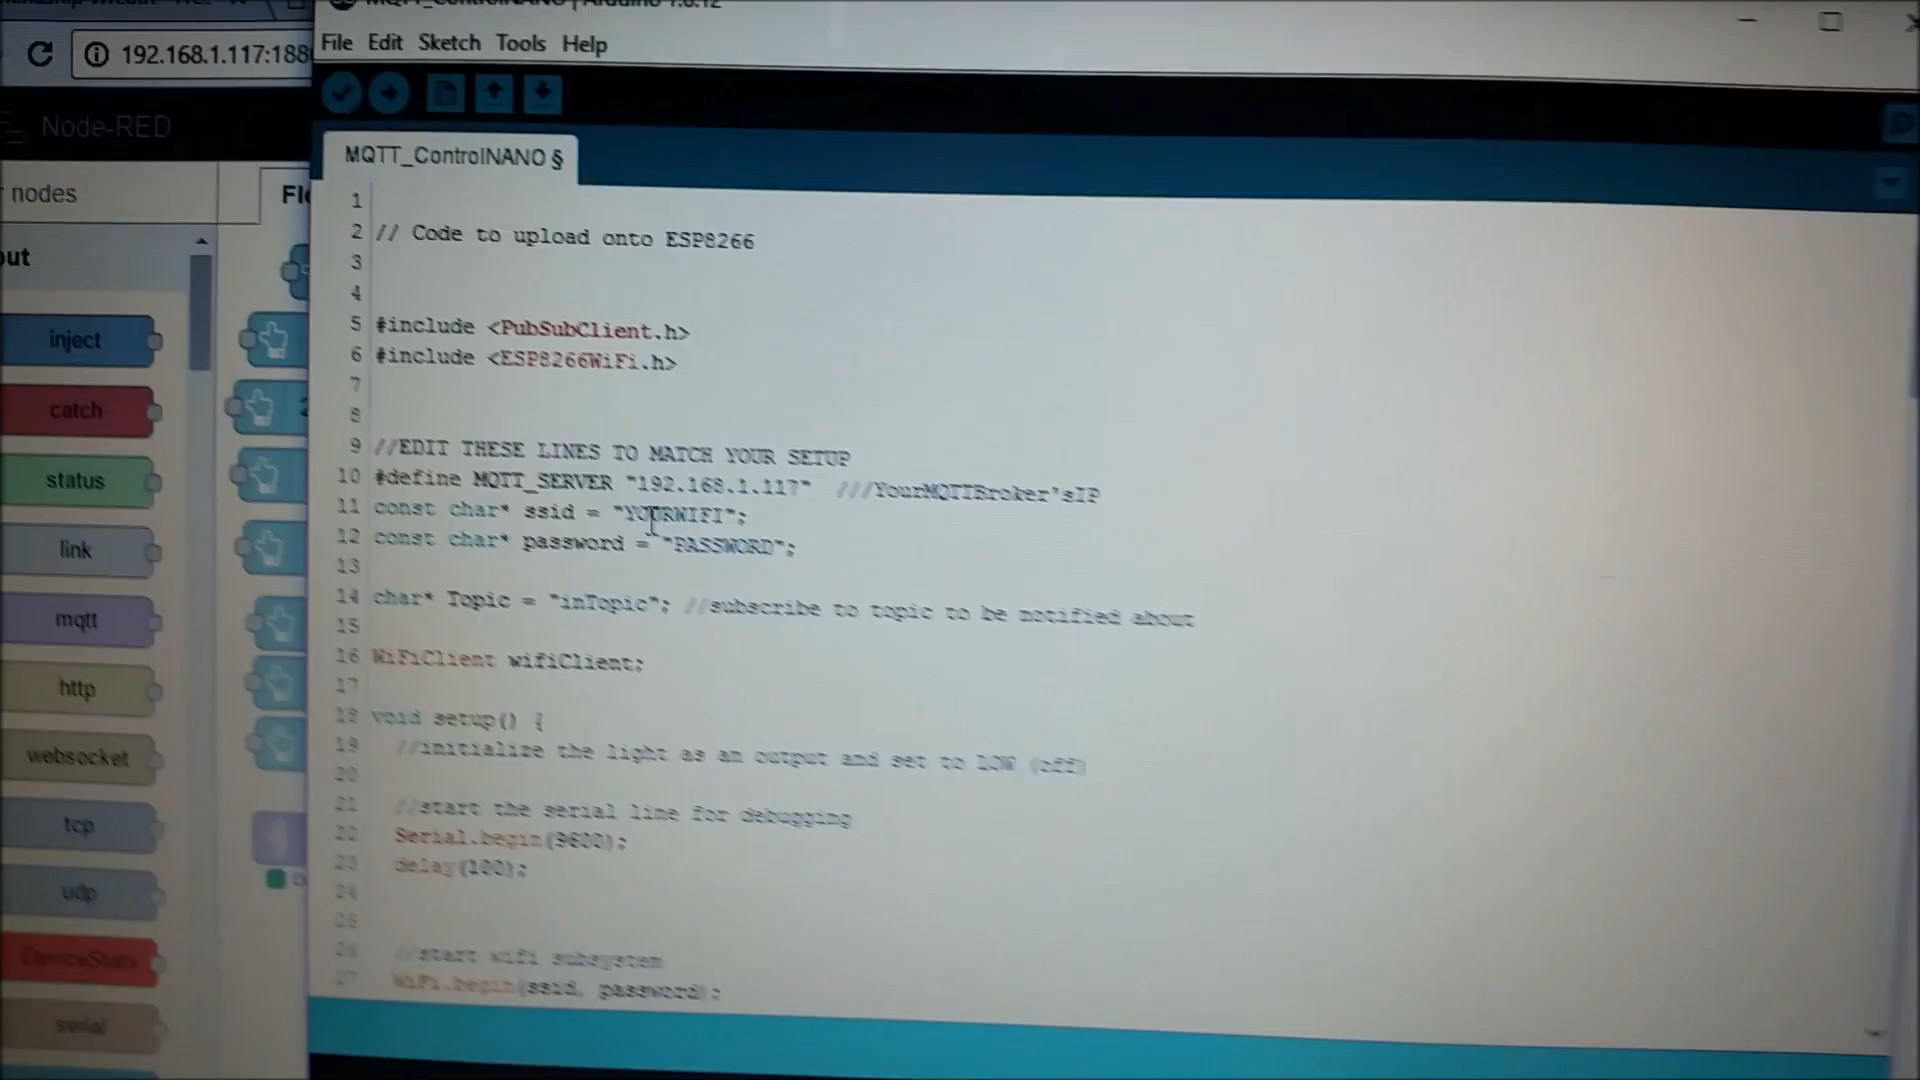 192.168.1.117:188
Node-RED
nodes
inject
catch
status
link
mqtt
http
websocket
tcp
udp
DeviceStats
serial
File Edit Sketch Tools Help
MQTT_ControlNANO §
1
2 // Code to upload onto ESP8266
3
4
5 #include <PubSubClient.h>
6 #include <ESP8266WiFi.h>
7
8
9 //EDIT THESE LINES TO MATCH YOUR SETUP
10 #define MQTT_SERVER "192.168.1.117" ///YourMQTTBroker'sIP
11 const char* ssid = "YOURWIFI";
12 const char* password = "PASSWORD";
13
14 char* Topic = "inTopic"; //subscribe to topic to be notified about
15
16 WiFiClient wifiClient;
17
18 void setup() {
19 //initialize the light as an output and set to LOW (off)
20
21 //start the serial line for debugging
22 Serial.begin(9600);
23 delay(100);
24
25
26 //start wifi subsystem
27 WiFi.begin(ssid, password);